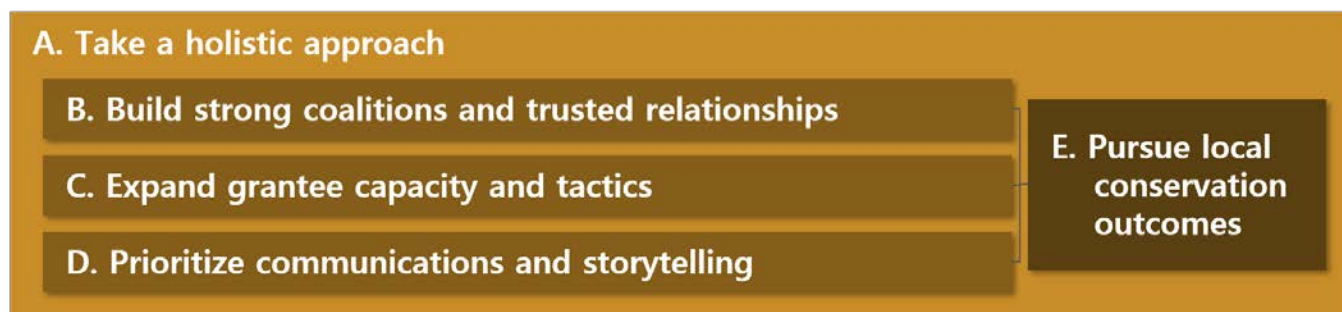 A. Take a holistic approach
B. Build strong coalitions and trusted relationships
C. Expand grantee capacity and tactics
D. Prioritize communications and storytelling
E. Pursue local
conservation
outcomes